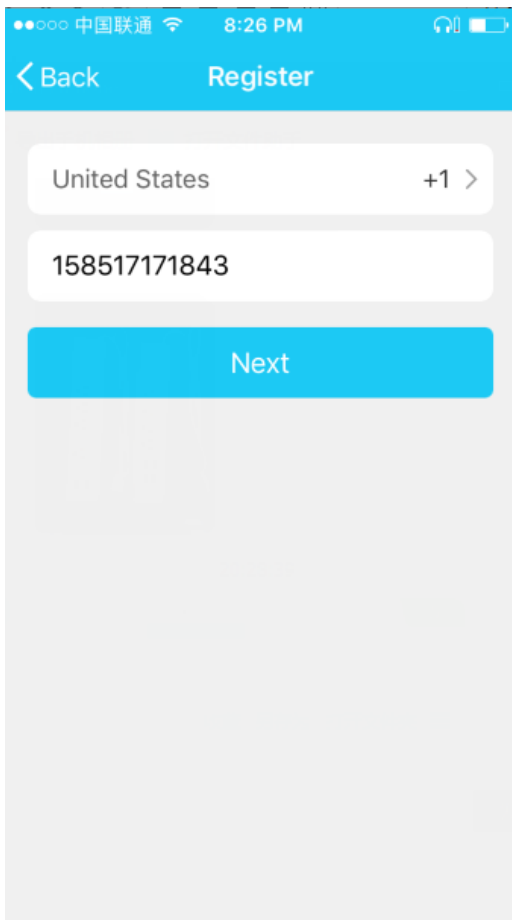 中国联通 8:26 PM
Back Register
United States +1
158517171843
Next